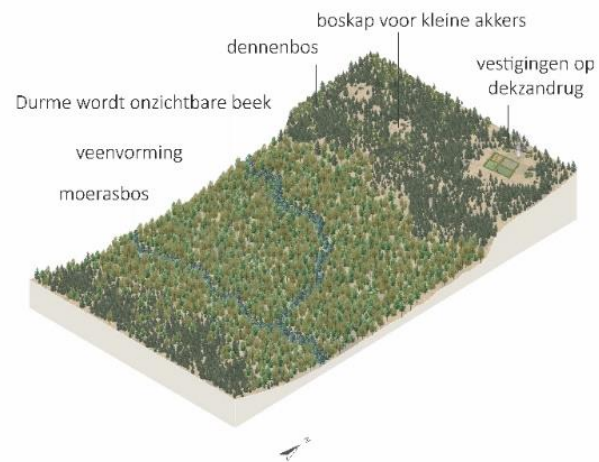 boskap voor kleine akkers
dennenbos
vestigingen op
dekzandrug
Durme wordt onzichtbare beek
veenvorming
moerasbos